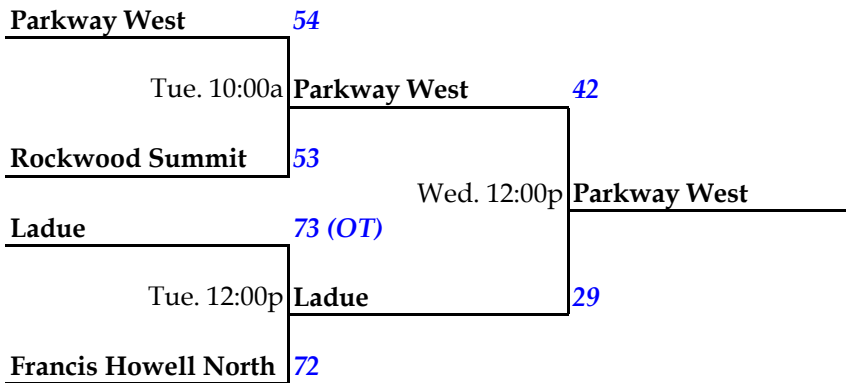 Parkway West 54
Tue. 10:00a Parkway West 42
Rockwood Summit 53
Wed. 12:00p Parkway West
Ladue 73 (OT)
Tue. 12:00p Ladue 29
Francis Howell North 72